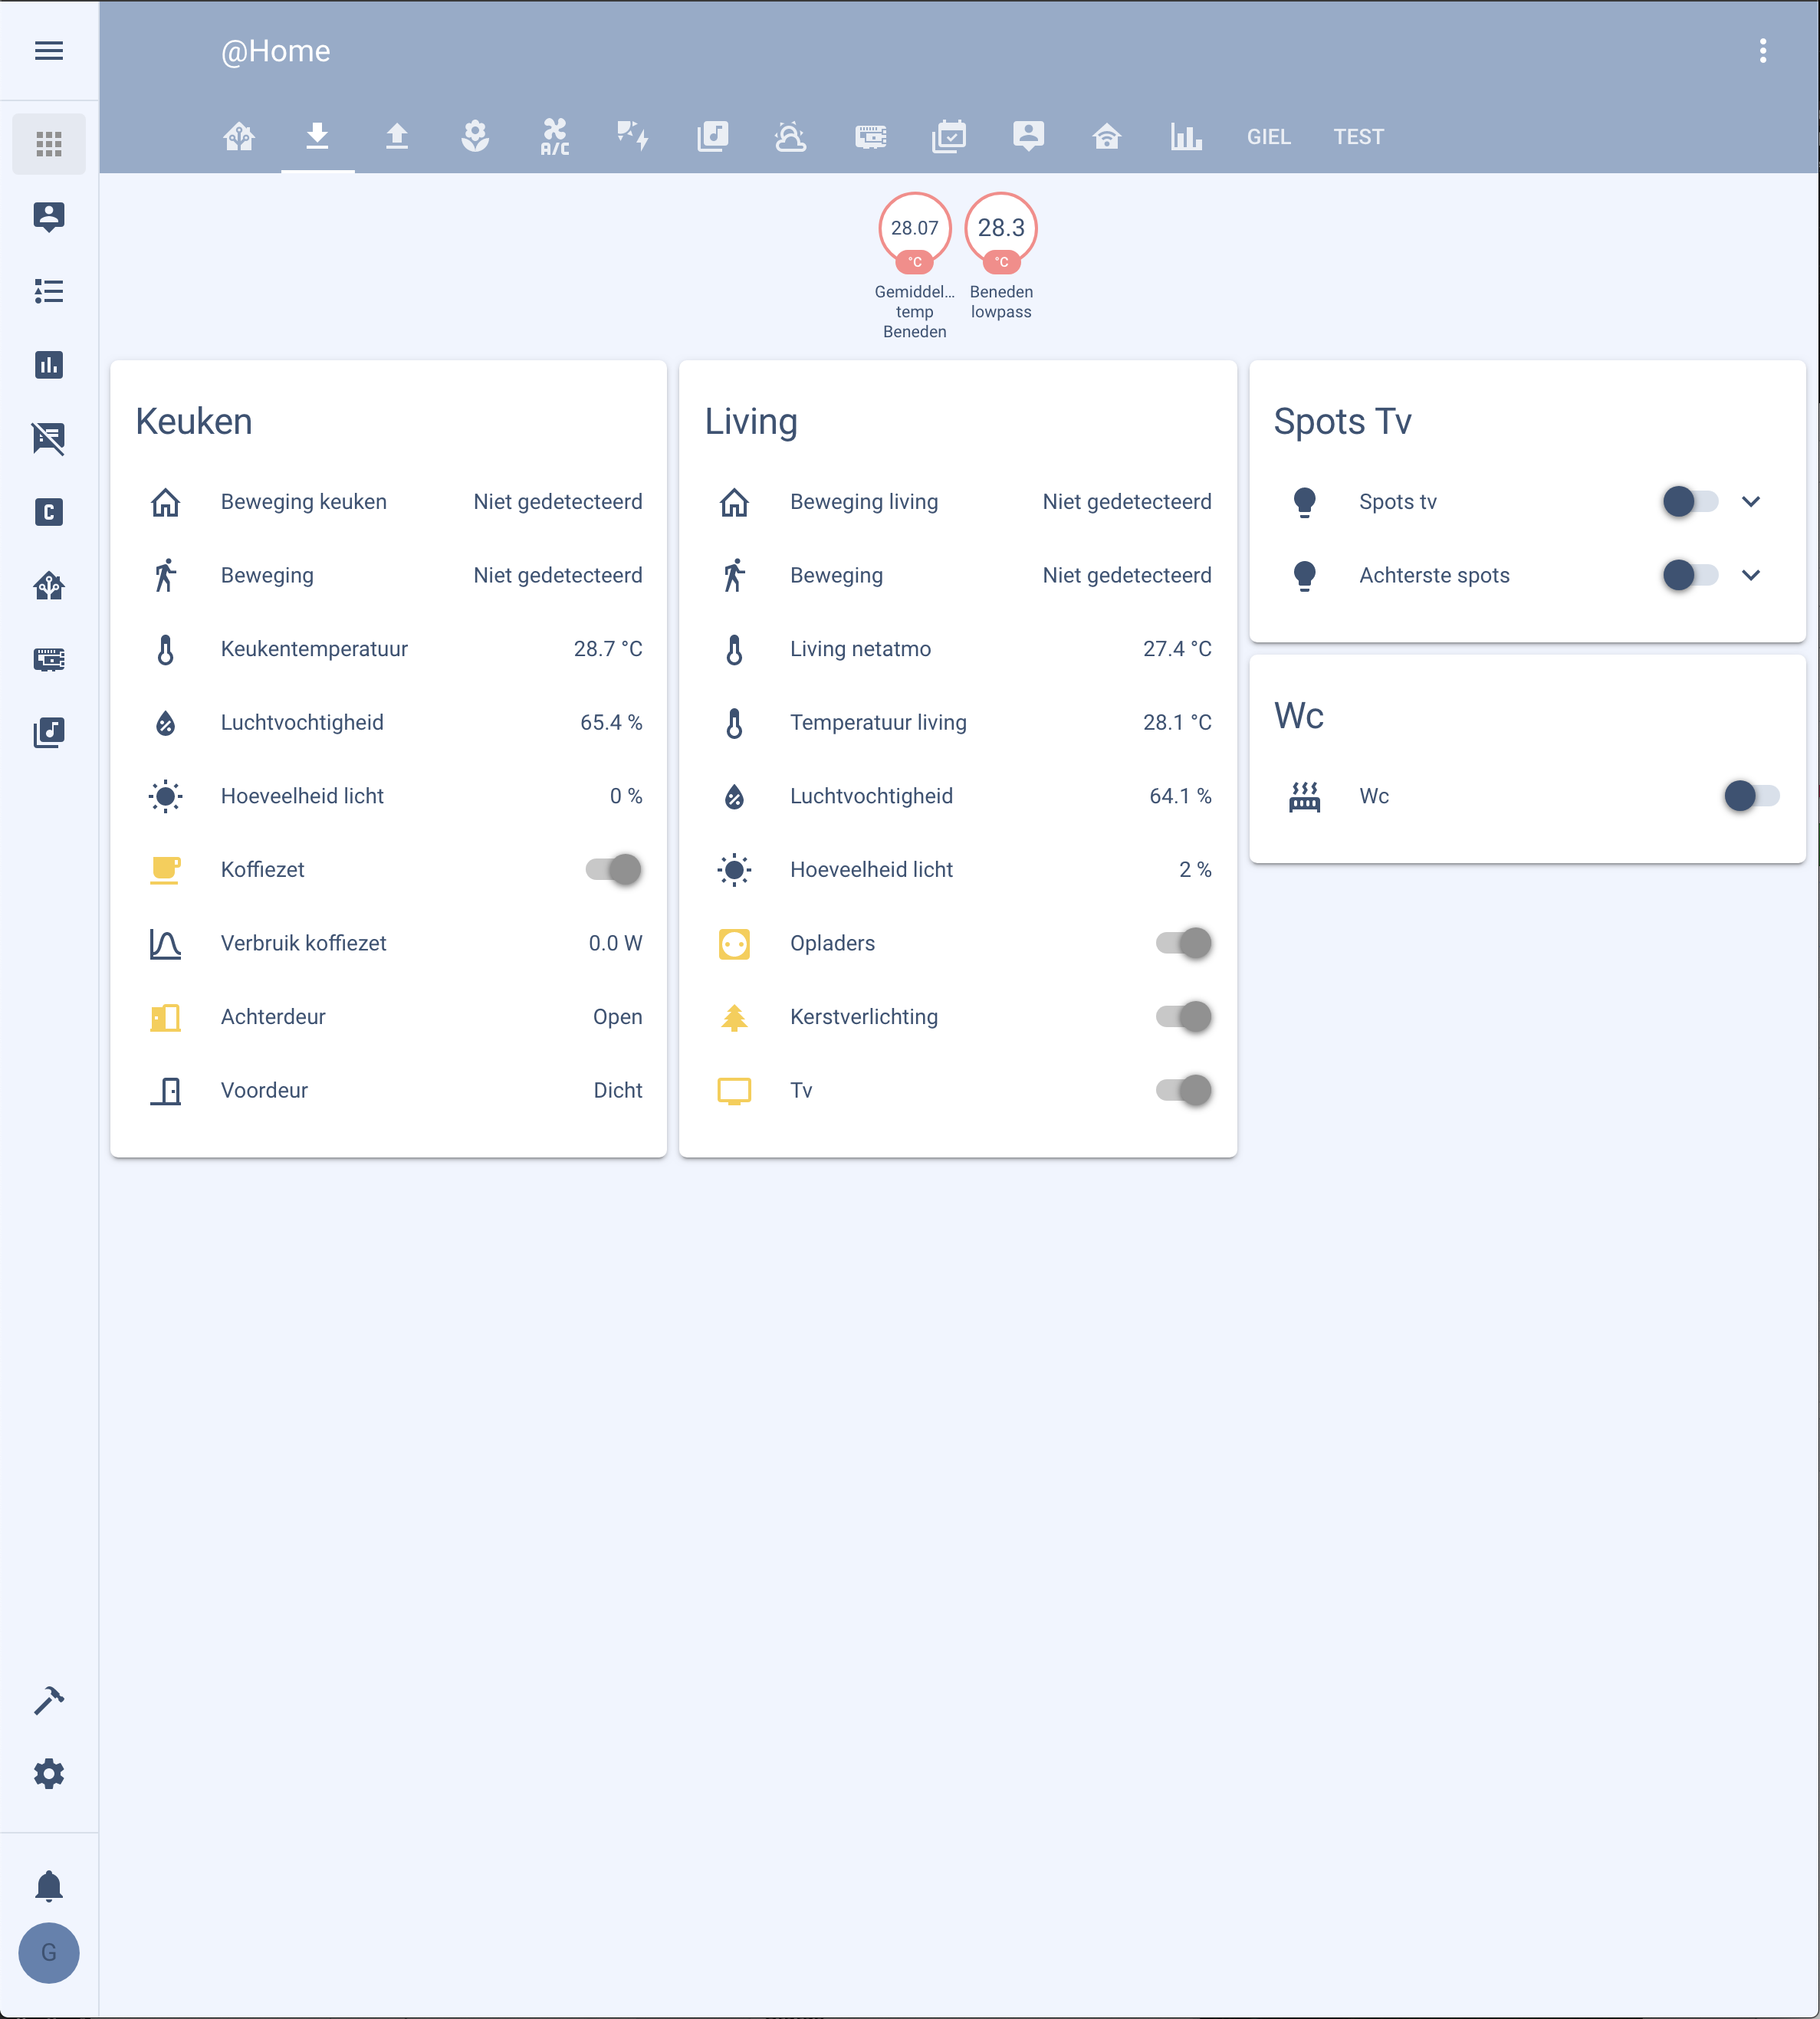 @Home
A/C
GIEL
TEST
28.07
°C
Gemiddel...
temp
Beneden
28.3
°C
Beneden
lowpass
C
Keuken
Beweging keuken Niet gedetecteerd
Beweging Niet gedetecteerd
Keukentemperatuur 28.7 °C
Luchtvochtigheid 65.4 %
Hoeveelheid licht 0 %
Koffiezet
Verbruik koffiezet 0.0 W
Achterdeur Open
Voordeur Dicht
Living
Beweging living Niet gedetecteerd
Beweging Niet gedetecteerd
Living netatmo 27.4 °C
Temperatuur living 28.1 °C
Luchtvochtigheid 64.1 %
Hoeveelheid licht 2 %
Opladers
Kerstverlichting
Tv
Spots Tv
Spots tv
Achterste spots
Wc
Wc
G